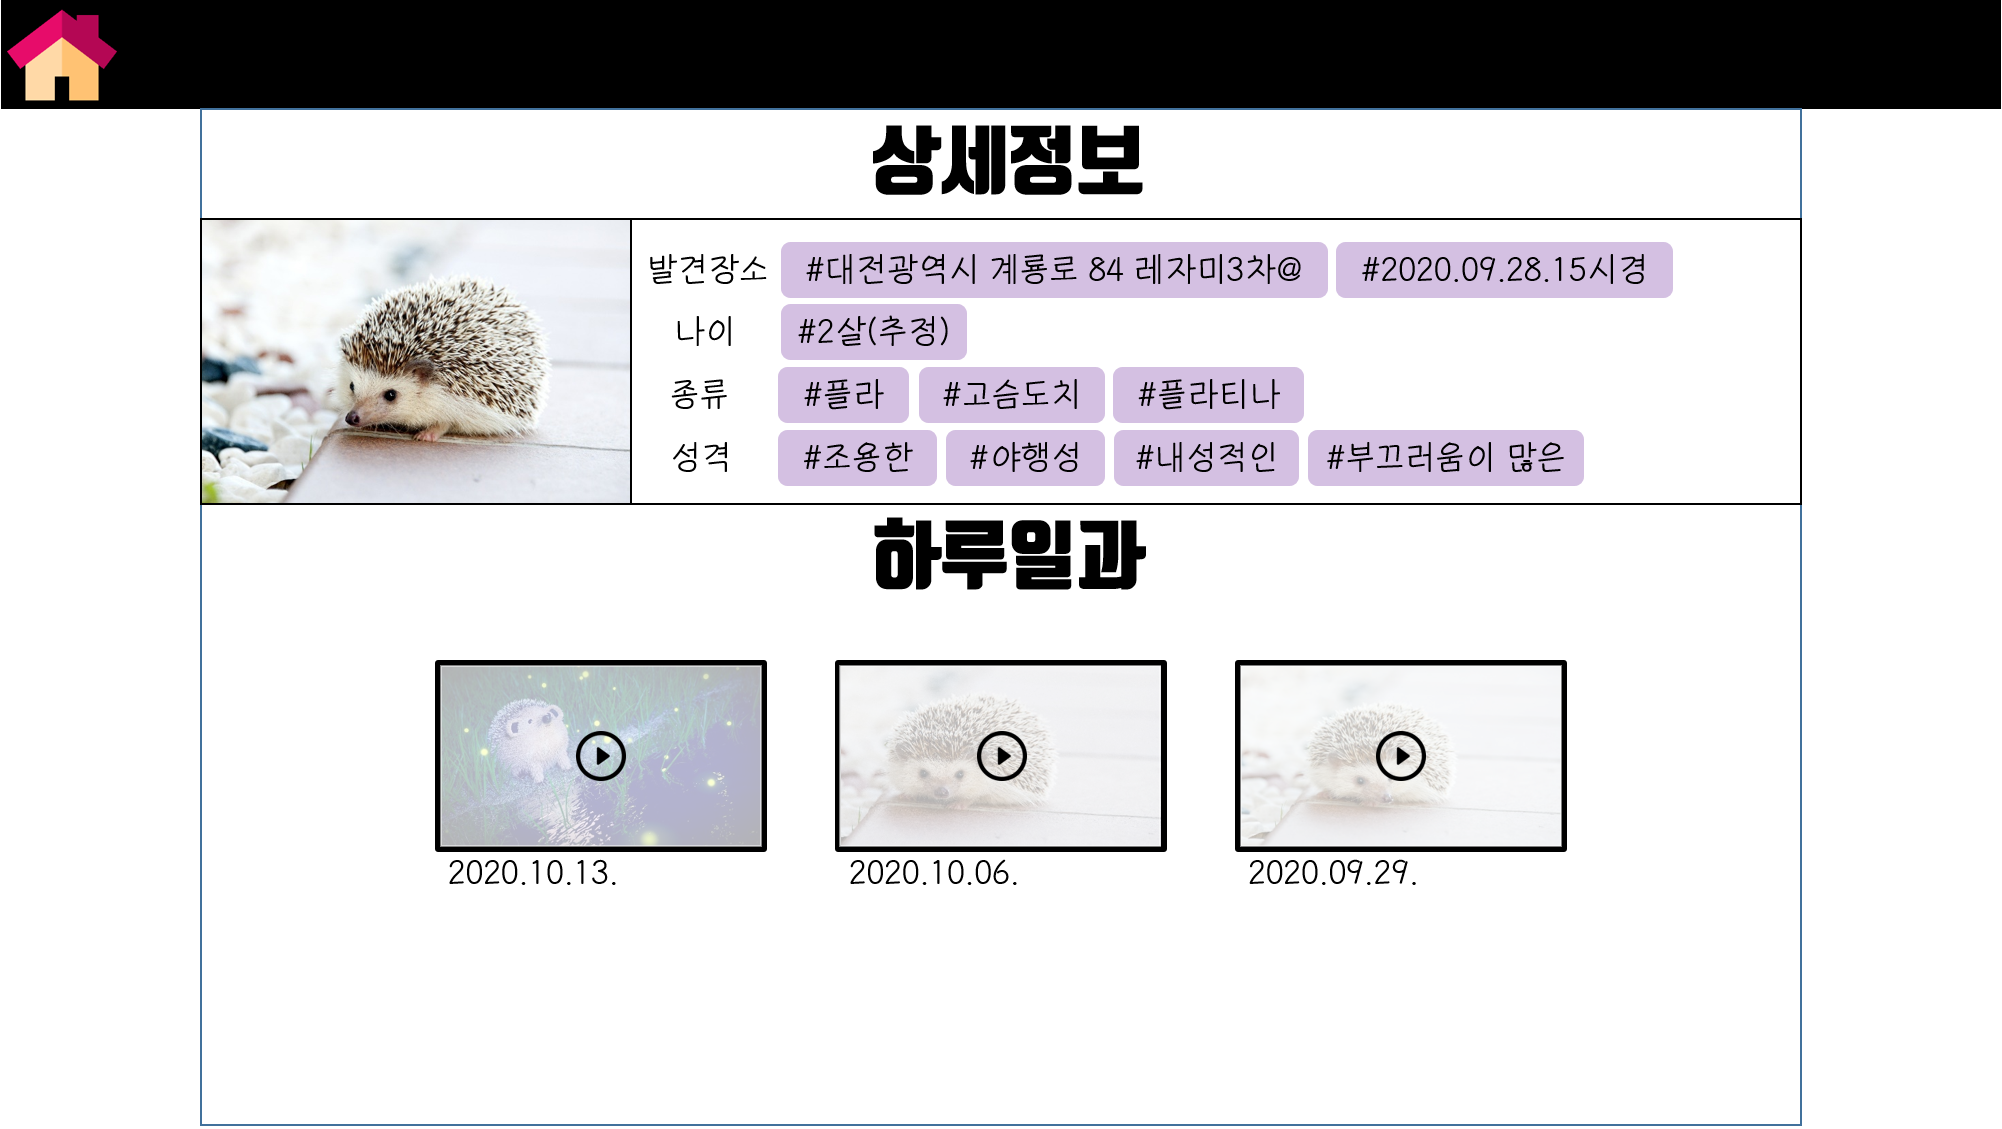 상세정보
발견장소 #대전광역시 계룡로 84 레자미3차@ #2020.09.28.15시경
나이 #2살(추정)
종류 #플라 #고슴도치 #플라티나
성격 #조용한 #야행성 #내성적인 #부끄러움이 많은
하루일과
2020.10.13. 2020.10.06. 2020.09.29.